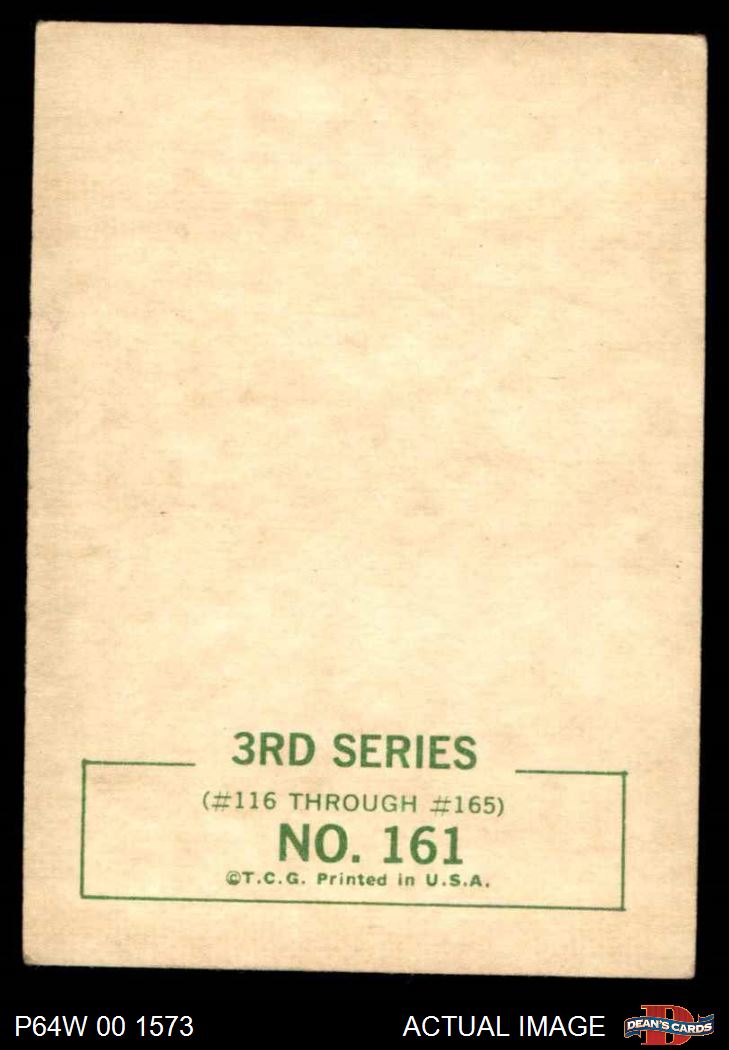 3RD SERIES
(#116 THROUGH #165)
NO. 161
©T.C.G. Printed in U.S.A.
P64W 00 1573
ACTUAL IMAGE
DEAN'S CARDS